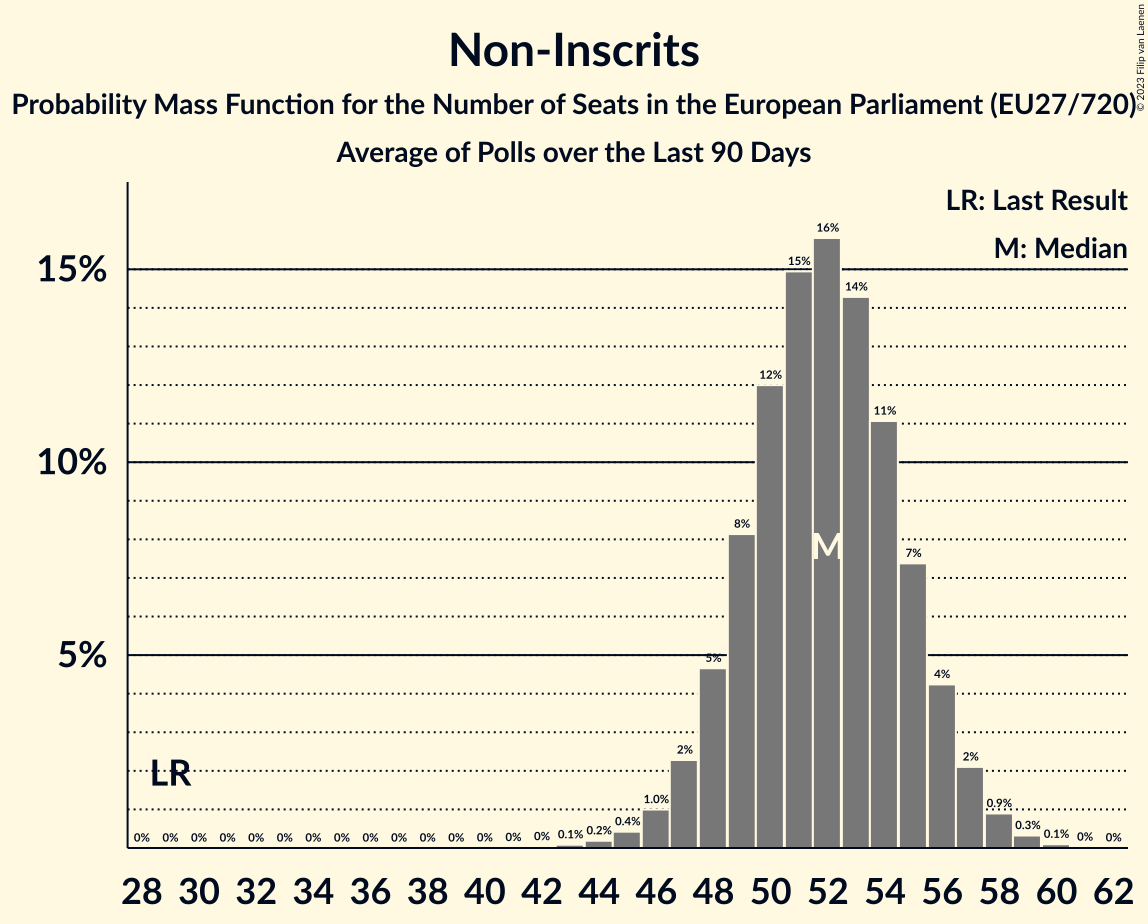 Non-Inscrits
Probability Mass Function for the Number of Seats in the European Parliament (EU27/720)
Average of Polls over the Last 90 Days
© 2023 Filip van Laenen
LR: Last Result
M: Median
15%
10%
5%
0% 0% 0% 0% 0% 0% 0% 0% 0% 0% 0% 0% 0% 0% 0% 0.1% 0.2% 0.4% 1.0% 2% 5% 8% 12% 15% 16% 14% 11% 7% 4% 2% 0.9% 0.3% 0.1% 0% 0%
M
LR
28 30 32 34 36 38 40 42 44 46 48 50 52 54 56 58 60 62